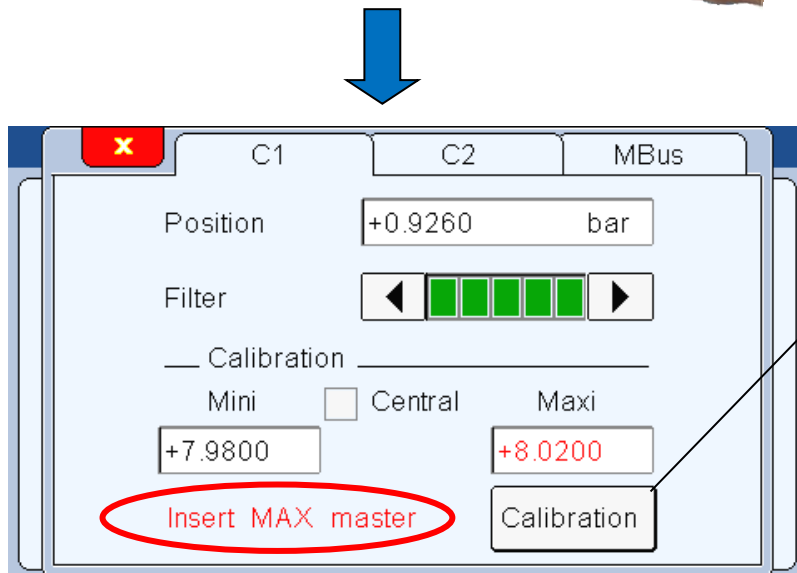 x C1 C2 MBus
Position +0.9260 bar
Filter
Calibration
Mini Central Maxi
+7.9800 +8.0200
Insert MAX master Calibration